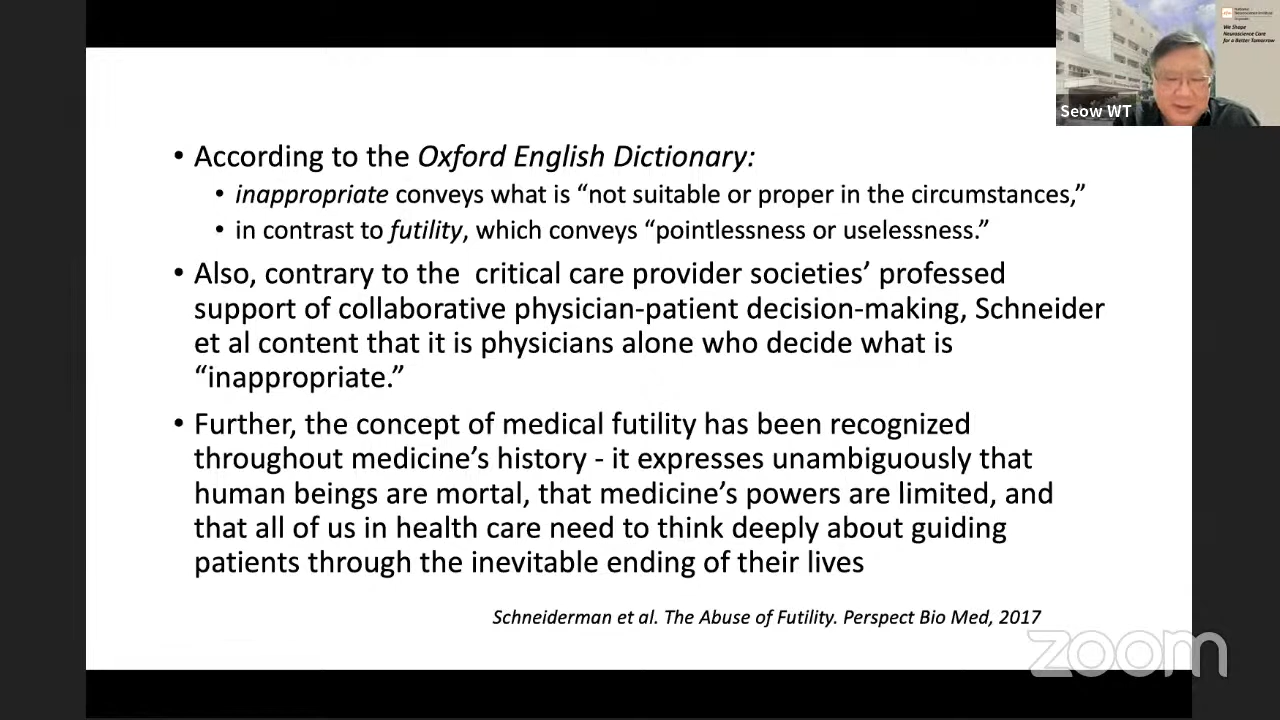 National
Neuroscience Institute
We Shape
Neuroscience Care
for a Better Tomorrow
Seow WT
• According to the Oxford English Dictionary:
• inappropriate conveys what is “not suitable or proper in the circumstances,”
• in contrast to futility, which conveys “pointlessness or uselessness.”
• Also, contrary to the critical care provider societies’ professed
support of collaborative physician-patient decision-making, Schneider
et al content that it is physicians alone who decide what is
“inappropriate.”
• Further, the concept of medical futility has been recognized
throughout medicine’s history - it expresses unambiguously that
human beings are mortal, that medicine’s powers are limited, and
that all of us in health care need to think deeply about guiding
patients through the inevitable ending of their lives
Schneiderman et al. The Abuse of Futility. Perspect Bio Med, 2017
zoom